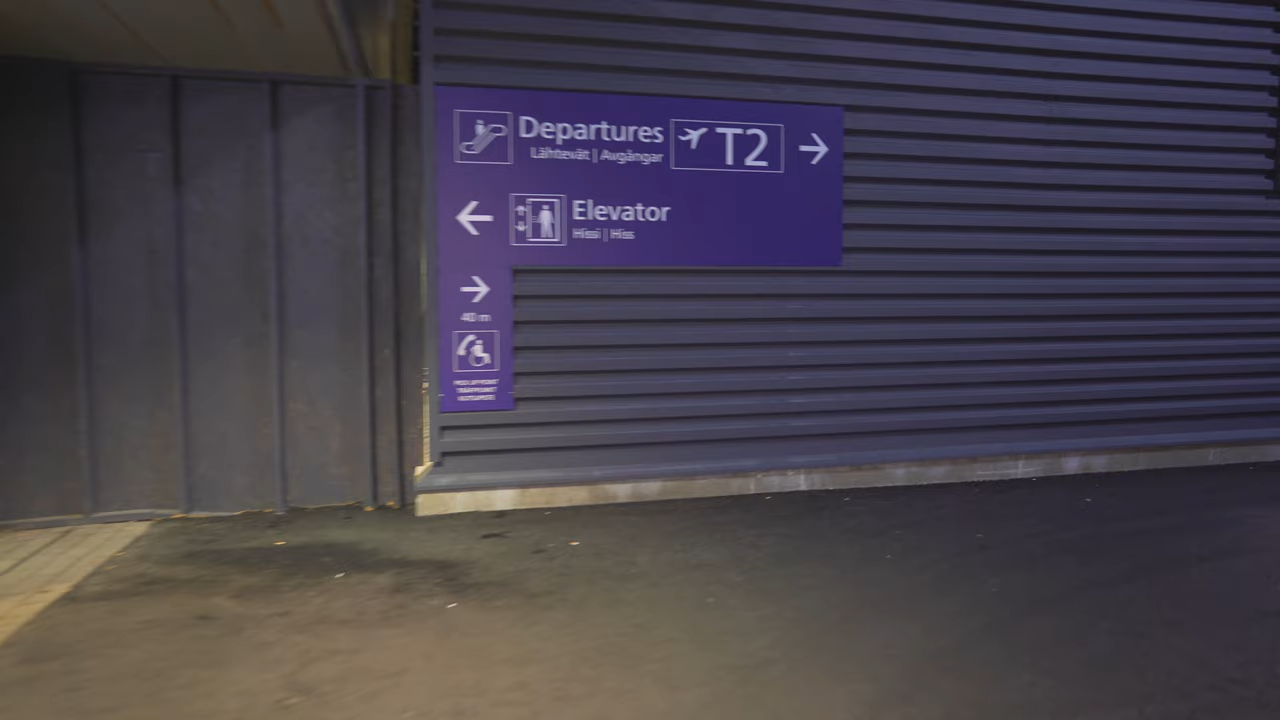 Departures T2
Lähtevät | Avgångar
Elevator
Hissi | Hiss
40 m